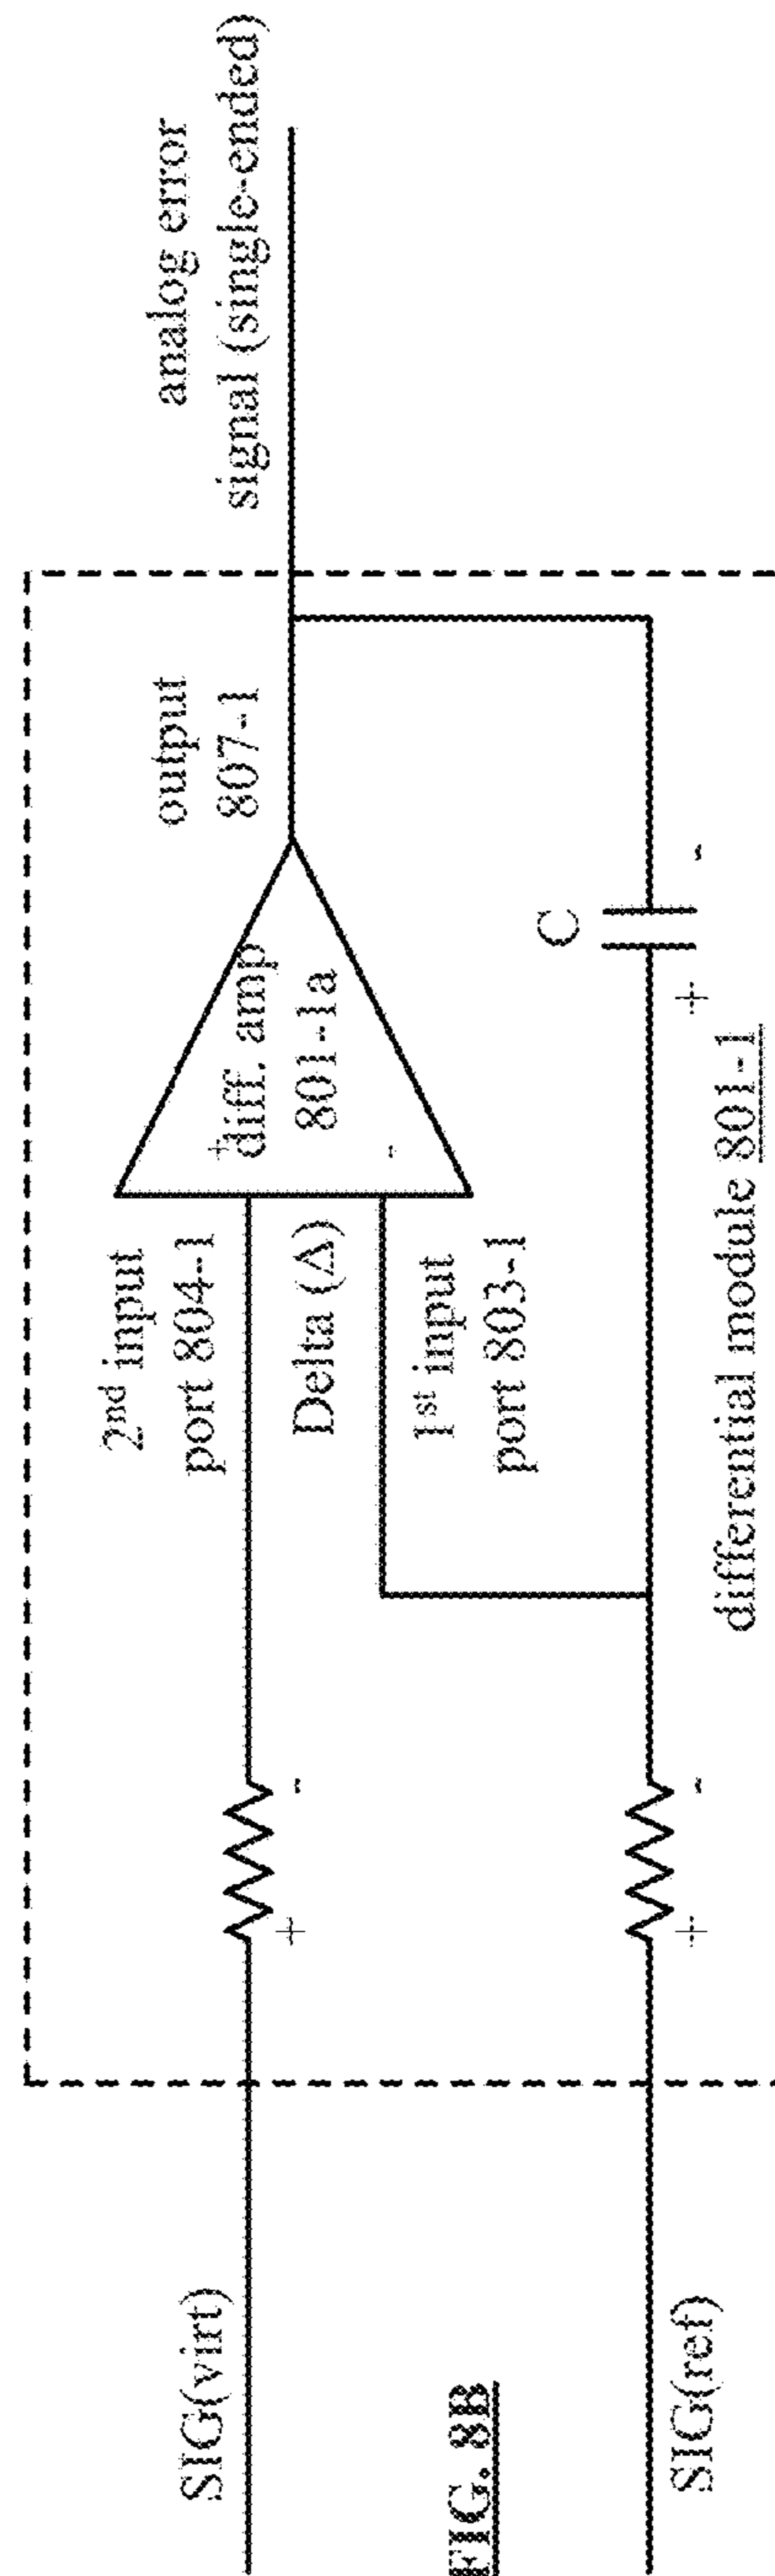 analog error
signal (single-ended)
output
807-1
2nd input
port 804-1
+
diff. amp
801-1a
-
Delta (Δ)
1st input
port 803-1
C
+ -
+ -
+ -
differential module 801-1
SIG(virt)
SIG(ref)
FIG. 8B